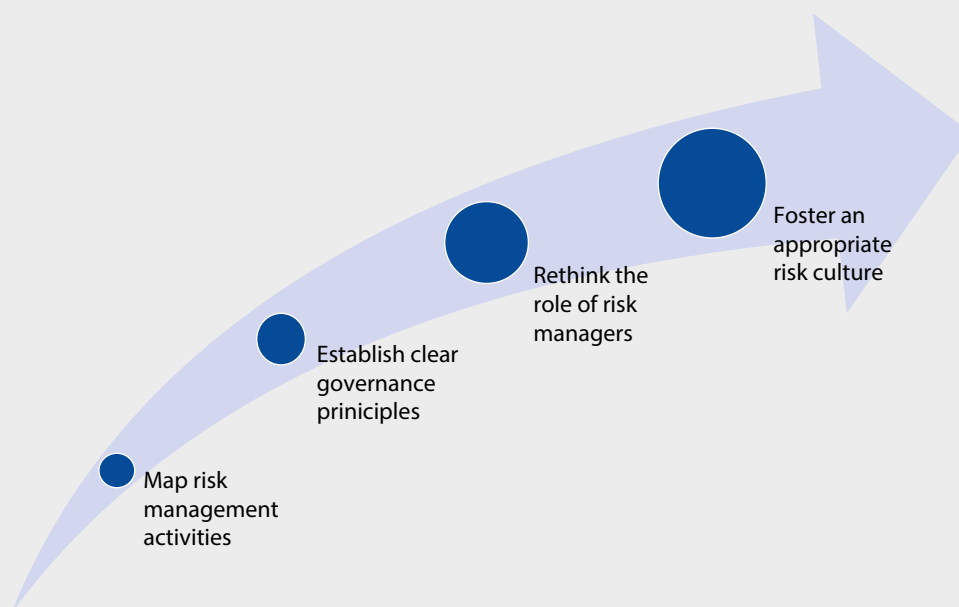 Map risk
management
activities
Establish clear
governance
priniciples
Rethink the
role of risk
managers
Foster an
appropriate
risk culture